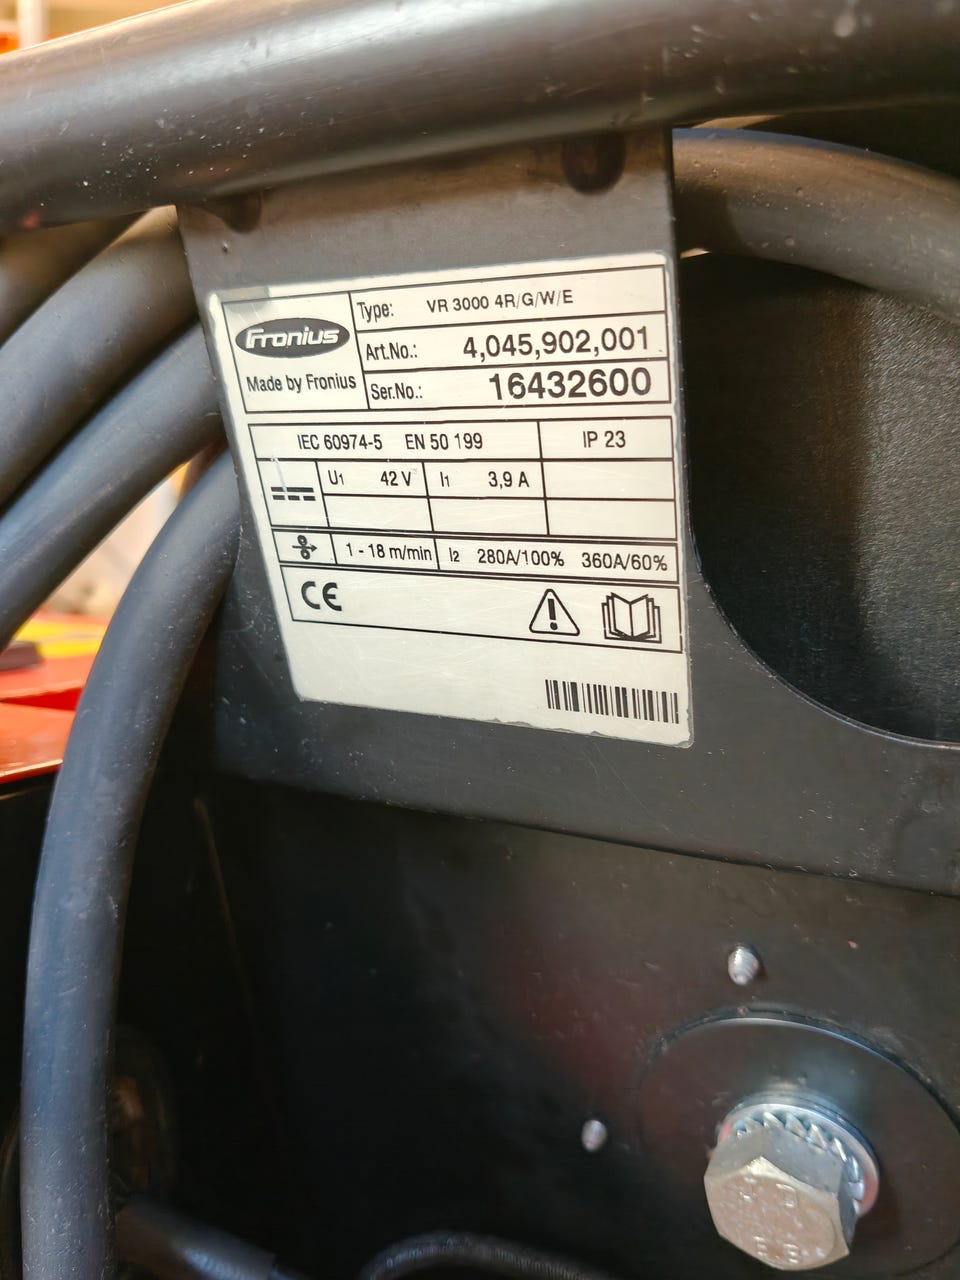 Fronius
Made by Fronius
Type: VR 3000 4R/G/W/E
Art.No.: 4,045,902,001
Ser.No.: 16432600
IEC 60974-5 EN 50 199 IP 23
U1 42 V I1 3,9 A
1 - 18 m/min I2 280A/100% 360A/60%
CE